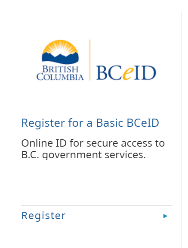 BRITISH
COLUMBIA
BCeID
Register for a Basic BCeID
Online ID for secure access to
B.C. government services.
Register